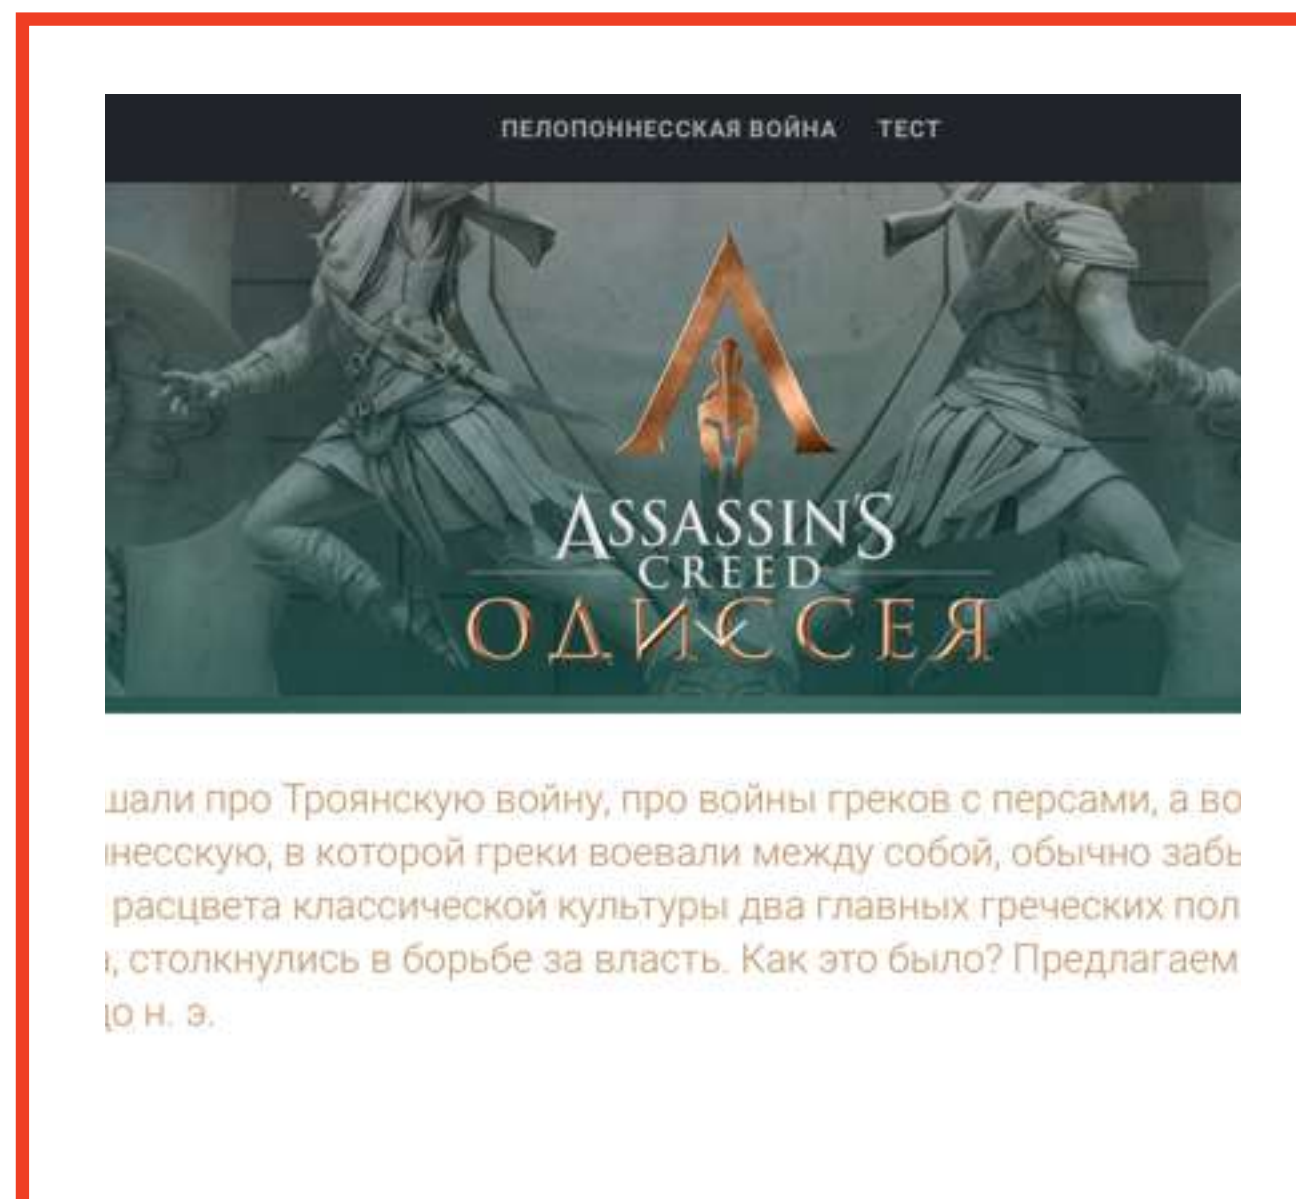 ПЕЛОПОННЕССКАЯ ВОЙНА ТЕСТ
ASSASSIN'S
CREED
ОДИССЕЯ
шали про Троянскую войну, про войны греков с персами, а во
несскую, в которой греки воевали между собой, обычно забы
расцвета классической культуры два главных греческих пол
, столкнулись в борьбе за власть. Как это было? Предлагаем
до н. э.